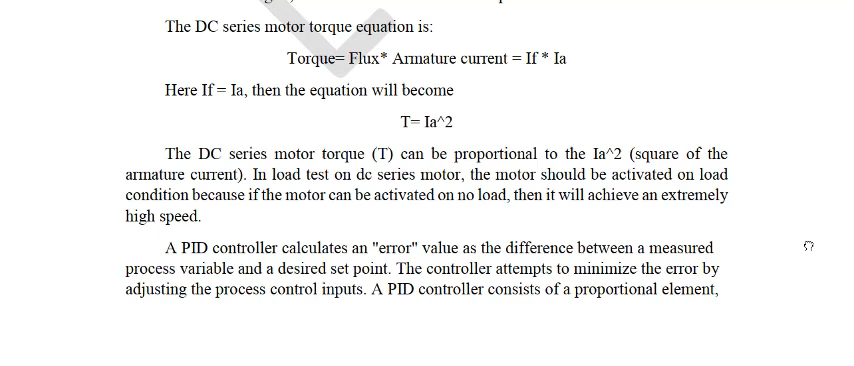 The DC series motor torque equation is:
Torque= Flux* Armature current = If * Ia
Here If = Ia, then the equation will become
T= Ia^2
The DC series motor torque (T) can be proportional to the Ia^2 (square of the
armature current). In load test on dc series motor, the motor should be activated on load
condition because if the motor can be activated on no load, then it will achieve an extremely
high speed.
A PID controller calculates an "error" value as the difference between a measured
process variable and a desired set point. The controller attempts to minimize the error by
adjusting the process control inputs. A PID controller consists of a proportional element,